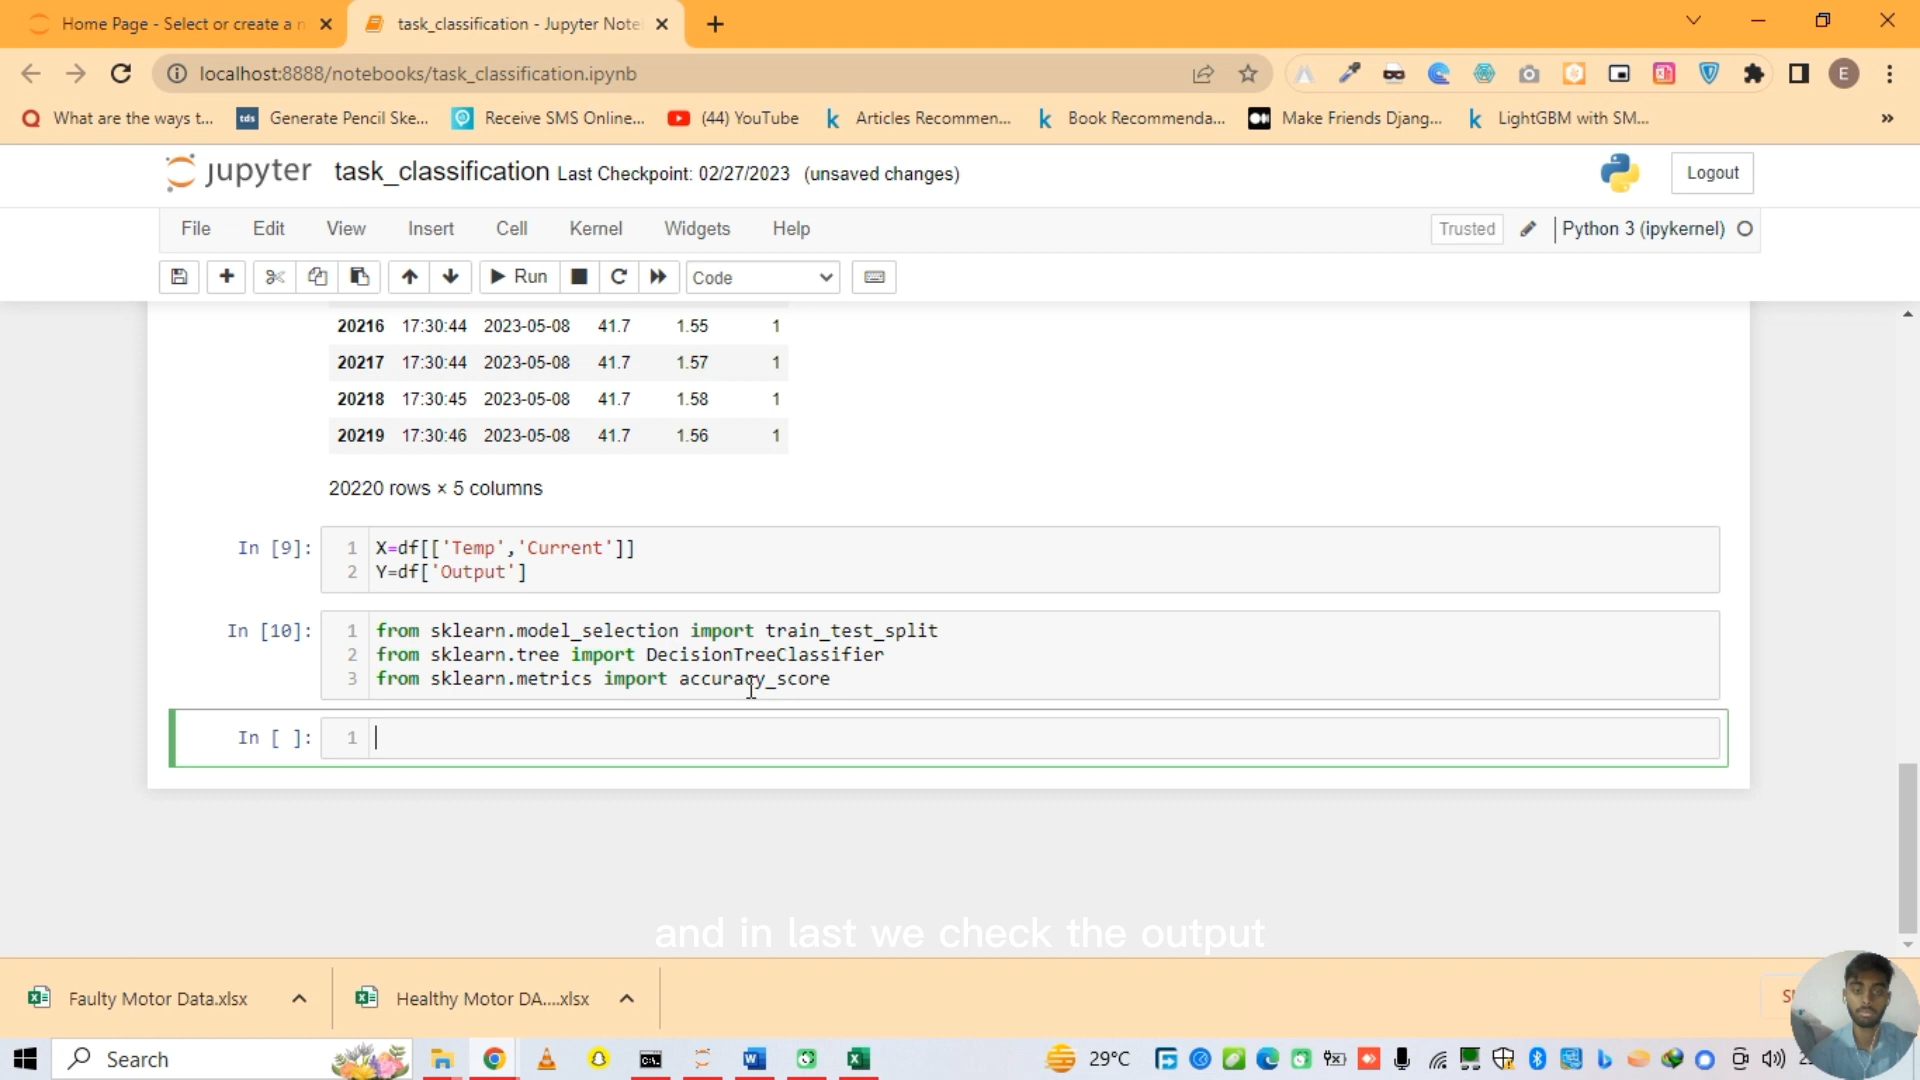 Home Page - Select or create a n
task_classification - Jupyter Note
localhost:8888/notebooks/task_classification.ipynb
E
What are the ways t...
tds Generate Pencil Ske...
Receive SMS Online...
(44) YouTube
k Articles Recommen...
k Book Recommenda...
Make Friends Djang...
k LightGBM with SM...
»
jupyter task_classification Last Checkpoint: 02/27/2023 (unsaved changes)
Logout
File Edit View Insert Cell Kernel Widgets Help
Trusted Python 3 (ipykernel)
Run Code
20216 17:30:44 2023-05-08 41.7 1.55 1
20217 17:30:44 2023-05-08 41.7 1.57 1
20218 17:30:45 2023-05-08 41.7 1.58 1
20219 17:30:46 2023-05-08 41.7 1.56 1
20220 rows × 5 columns
In [9]: 1 X=df[['Temp','Current']]
2 Y=df['Output']
In [10]: 1 from sklearn.model_selection import train_test_split
2 from sklearn.tree import DecisionTreeClassifier
3 from sklearn.metrics import accuracy_score
In [ ]: 1
and in last we check the output
Faulty Motor Data.xlsx
Healthy Motor DA....xlsx
Search
29°C